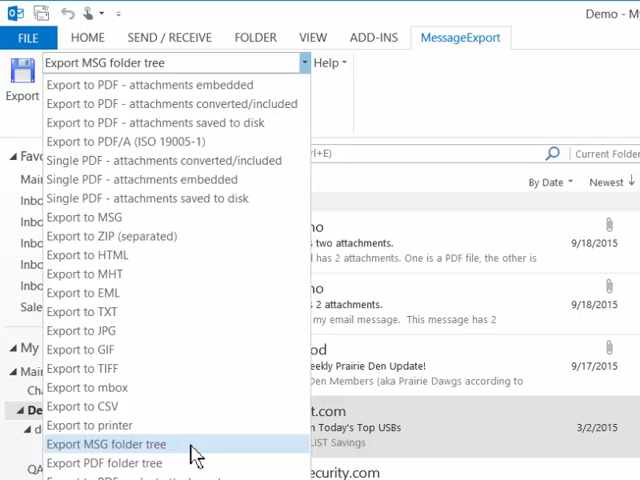 Demo - My
FILE HOME SEND / RECEIVE FOLDER VIEW ADD-INS MessageExport
Export MSG folder tree Help
Export
Export to PDF - attachments embedded
Export to PDF - attachments converted/included
Export to PDF - attachments saved to disk
Export to PDF/A (ISO 19005-1)
Single PDF - attachments converted/included
Single PDF - attachments embedded
Single PDF - attachments saved to disk
Export to MSG
Export to ZIP (separated)
Export to HTML
Export to MHT
Export to EML
Export to TXT
Export to JPG
Export to GIF
Export to TIFF
Export to mbox
Export to CSV
Export to printer
Export MSG folder tree
Export PDF folder tree
Favo
Main
Inbo
Inbo
Inbo
Inbo
Sale
My
Main
Cha
De
d
QA
trl+E) Current Folder
By Date Newest
mo
s two attachments. 9/18/2015
l has 2 attachments. One is a PDF file, the other is
mo
s 2 attachments. 9/18/2015
my email message. This message has 2
od
eekly Prairie Den Update! 9/17/2015
Den Members (aka Prairie Dawgs according to
t.com
n Today's Top USBs 3/2/2015
LIST Savings
security.com